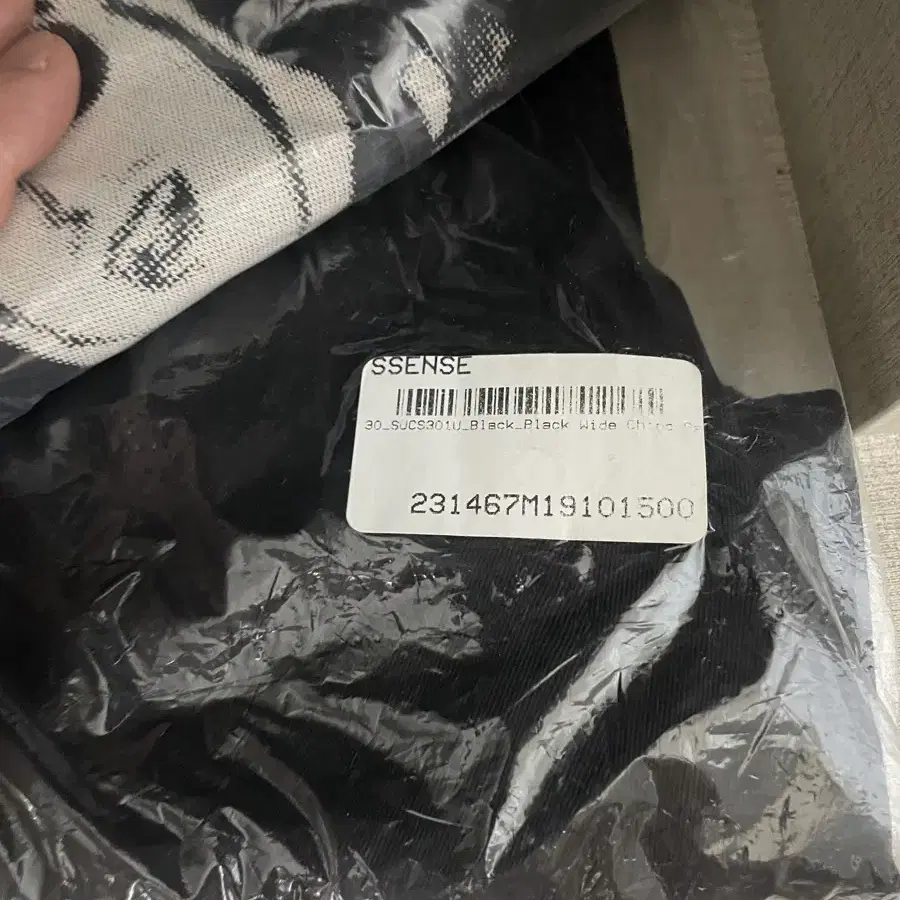 SSENSE
30_SUCS301U_Black_Black Wide Chino
231467M19101500